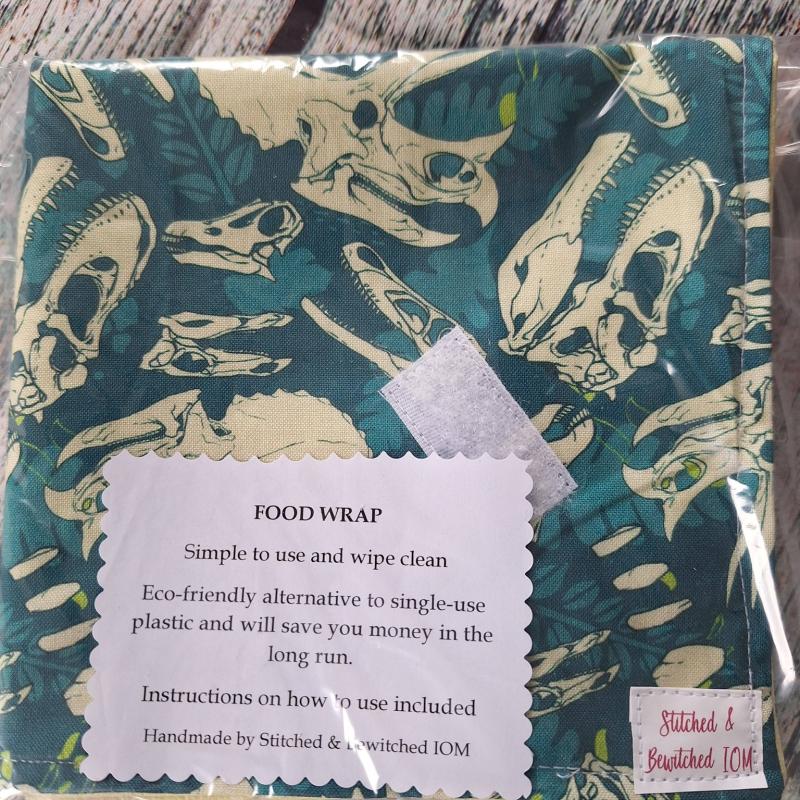 FOOD WRAP
Simple to use and wipe clean
Eco-friendly alternative to single-use
plastic and will save you money in the
long run.
Instructions on how to use included
Handmade by Stitched & Bewitched IOM
Stitched &
Bewitched IOM